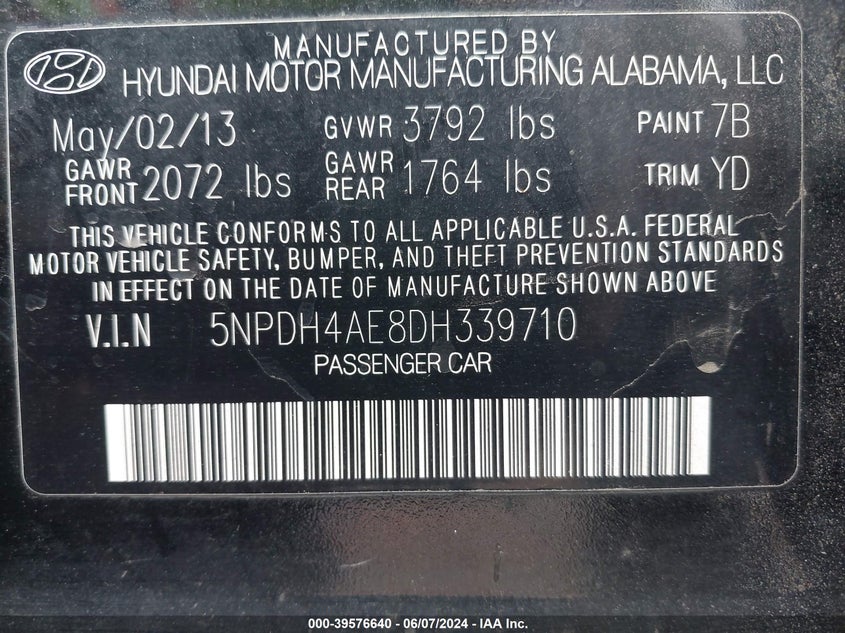 MANUFACTURED BY
HYUNDAI MOTOR MANUFACTURING ALABAMA, LLC
May/02/13 GVWR 3792 lbs PAINT 7B
GAWR FRONT 2072 lbs GAWR REAR 1764 lbs TRIM YD
THIS VEHICLE CONFORMS TO ALL APPLICABLE U.S.A. FEDERAL
MOTOR VEHICLE SAFETY, BUMPER, AND THEFT PREVENTION STANDARDS
IN EFFECT ON THE DATE OF MANUFACTURE SHOWN ABOVE
V.I.N 5NPDH4AE8DH339710
PASSENGER CAR
000-39576640 - 06/07/2024 - IAA Inc.